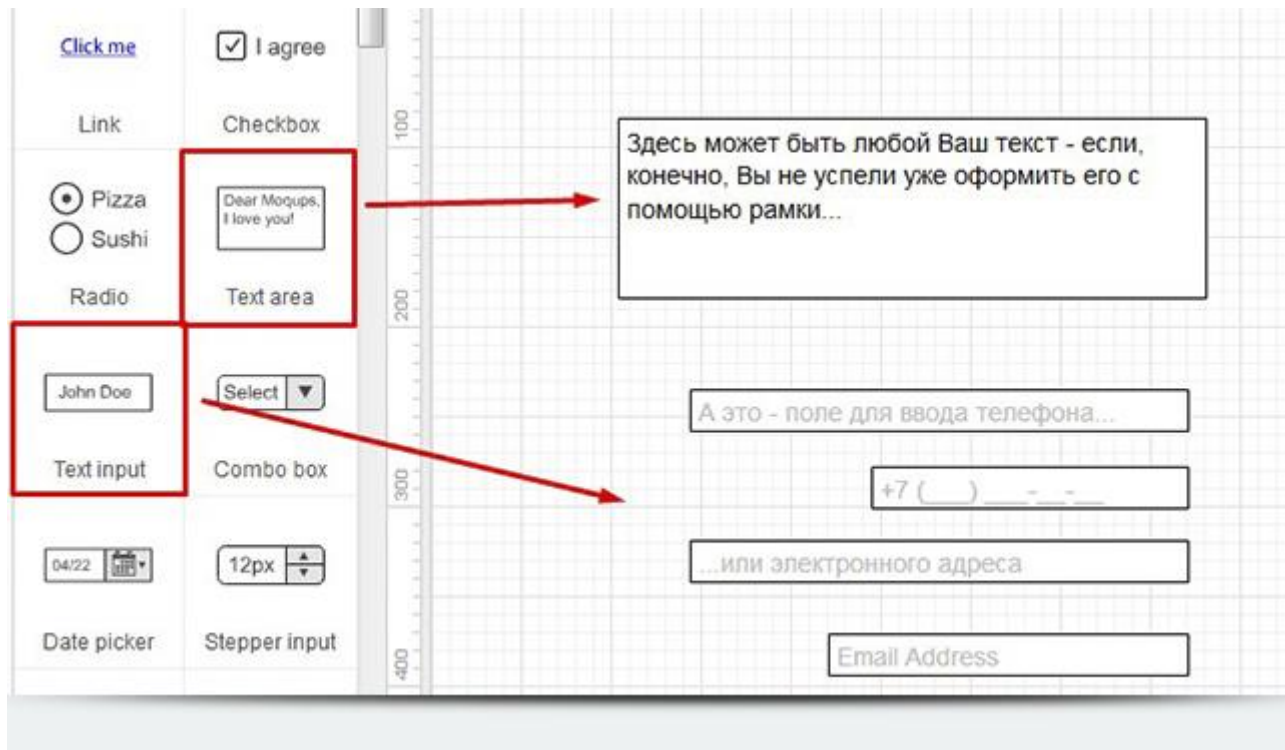 Click me
I agree
Link
Checkbox
Pizza
Sushi
Dear Moqups,
I love you!
Radio
Text area
John Doe
Select
Text input
Combo box
04/22
12px
Date picker
Stepper input
100
200
300
400
Здесь может быть любой Ваш текст - если,
конечно, Вы не успели уже оформить его с
помощью рамки...
А это - поле для ввода телефона...
+7 (___) ___-__-__
...или электронного адреса
Email Address